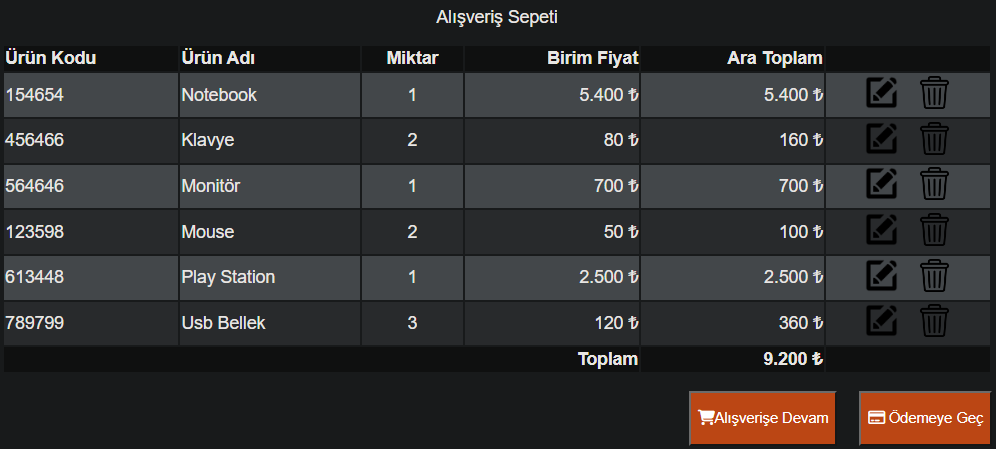 Alışveriş Sepeti
Ürün Kodu Ürün Adı Miktar Birim Fiyat Ara Toplam
154654 Notebook 1 5.400 ₺ 5.400 ₺
456466 Klavye 2 80 ₺ 160 ₺
564646 Monitör 1 700 ₺ 700 ₺
123598 Mouse 2 50 ₺ 100 ₺
613448 Play Station 1 2.500 ₺ 2.500 ₺
789799 Usb Bellek 3 120 ₺ 360 ₺
Toplam 9.200 ₺
Alışverişe Devam Ödemeye Geç